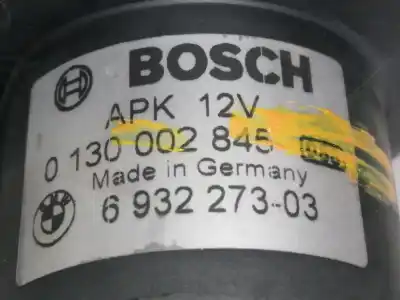 BOSCH
APK 12V
0 130 002 845
Made in Germany
6 932 273-03